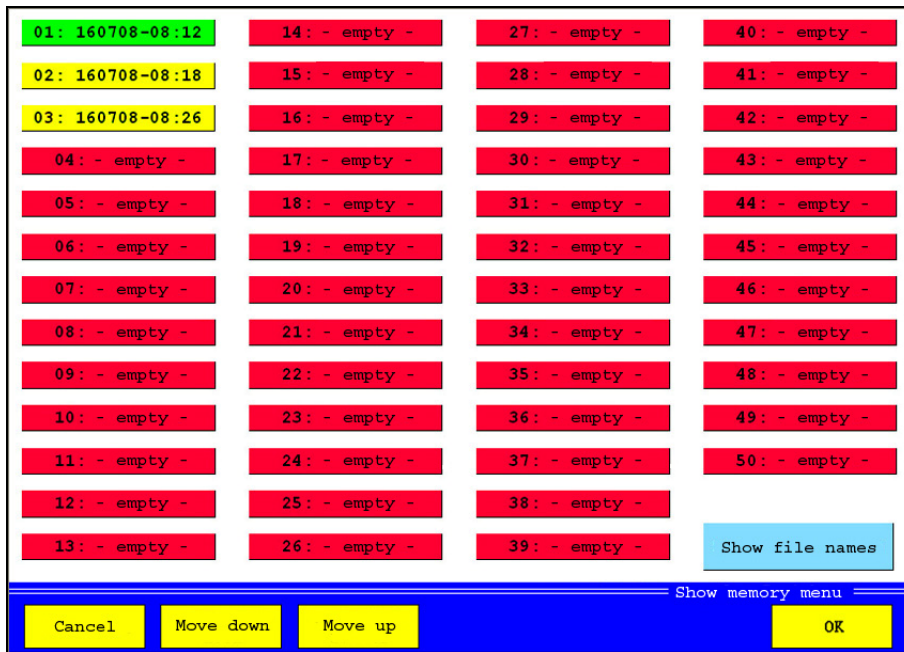 01: 160708-08:12
02: 160708-08:18
03: 160708-08:26
04: - empty -
05: - empty -
06: - empty -
07: - empty -
08: - empty -
09: - empty -
10: - empty -
11: - empty -
12: - empty -
13: - empty -
14: - empty -
15: - empty -
16: - empty -
17: - empty -
18: - empty -
19: - empty -
20: - empty -
21: - empty -
22: - empty -
23: - empty -
24: - empty -
25: - empty -
26: - empty -
27: - empty -
28: - empty -
29: - empty -
30: - empty -
31: - empty -
32: - empty -
33: - empty -
34: - empty -
35: - empty -
36: - empty -
37: - empty -
38: - empty -
39: - empty -
40: - empty -
41: - empty -
42: - empty -
43: - empty -
44: - empty -
45: - empty -
46: - empty -
47: - empty -
48: - empty -
49: - empty -
50: - empty -
Show file names
Show memory menu
Cancel
Move down
Move up
OK